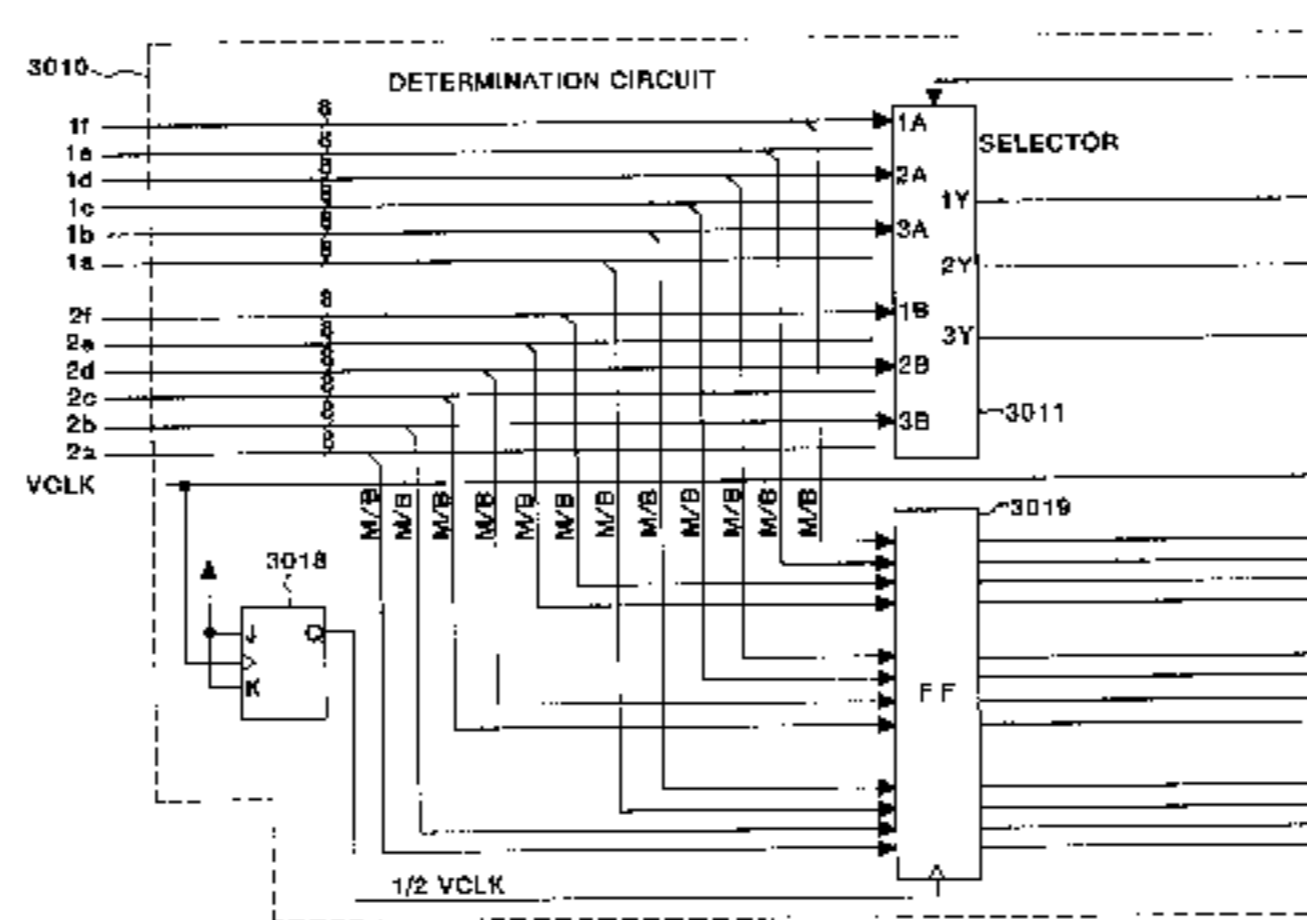 3010
DETERMINATION CIRCUIT
8
1f
1A
SELECTOR
8
1e
8
1d
2A
8
1c
1Y
8
1b
3A
8
1a
2Y
8
2f
1B
8
2e
3Y
8
2d
2B
8
2c
3011
8
2b
3B
8
2a
VCLK
M/B M/B M/B M/B M/B M/B M/B M/B M/B M/B M/B M/B
3019
3018
J
Q
K
FF
1/2 VCLK